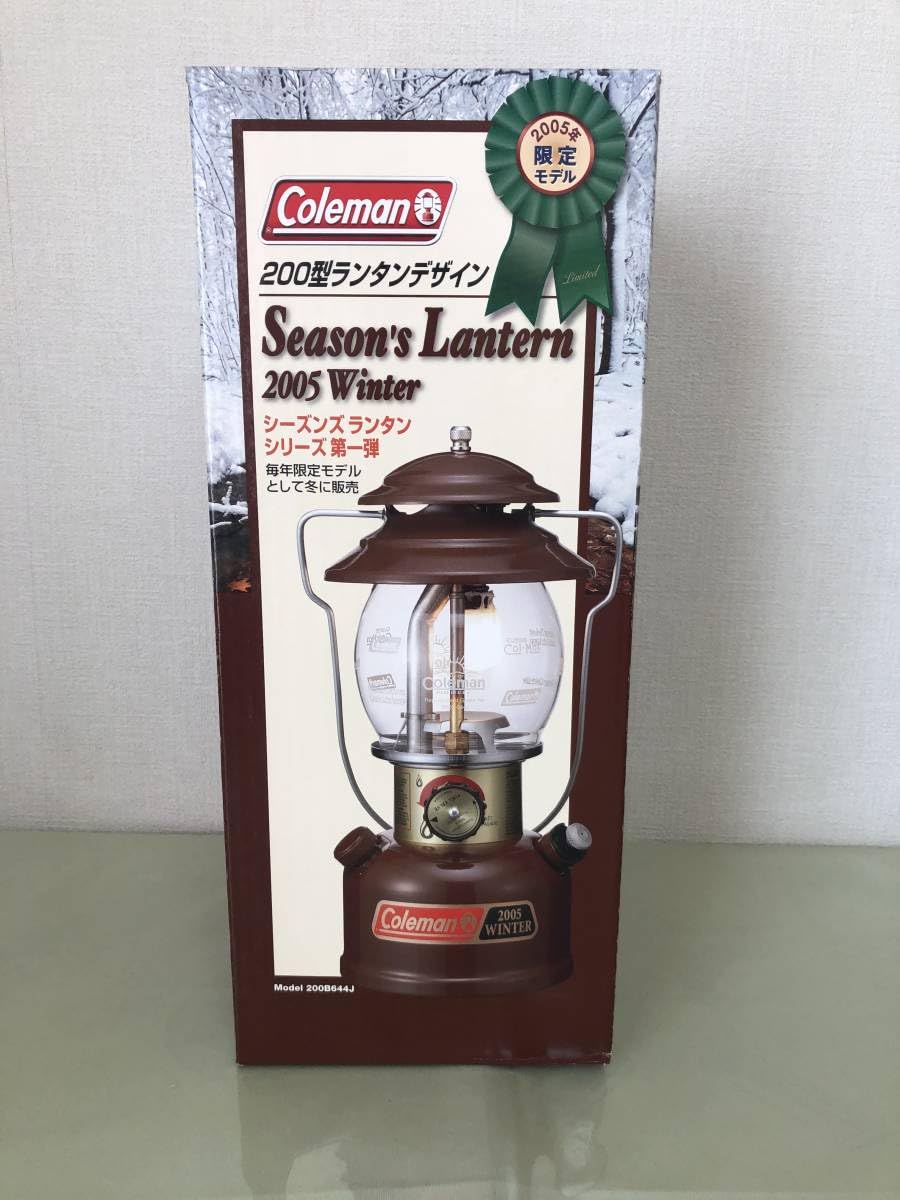 2005年
限定
モデル
Limited
Coleman
200型ランタンデザイン
Season's Lantern
2005 Winter
シーズンズ ランタン
シリーズ 第一弾
毎年限定モデル
として冬に販売
Coleman
Coleman
Coleman
2005
WINTER
Model 200B644J